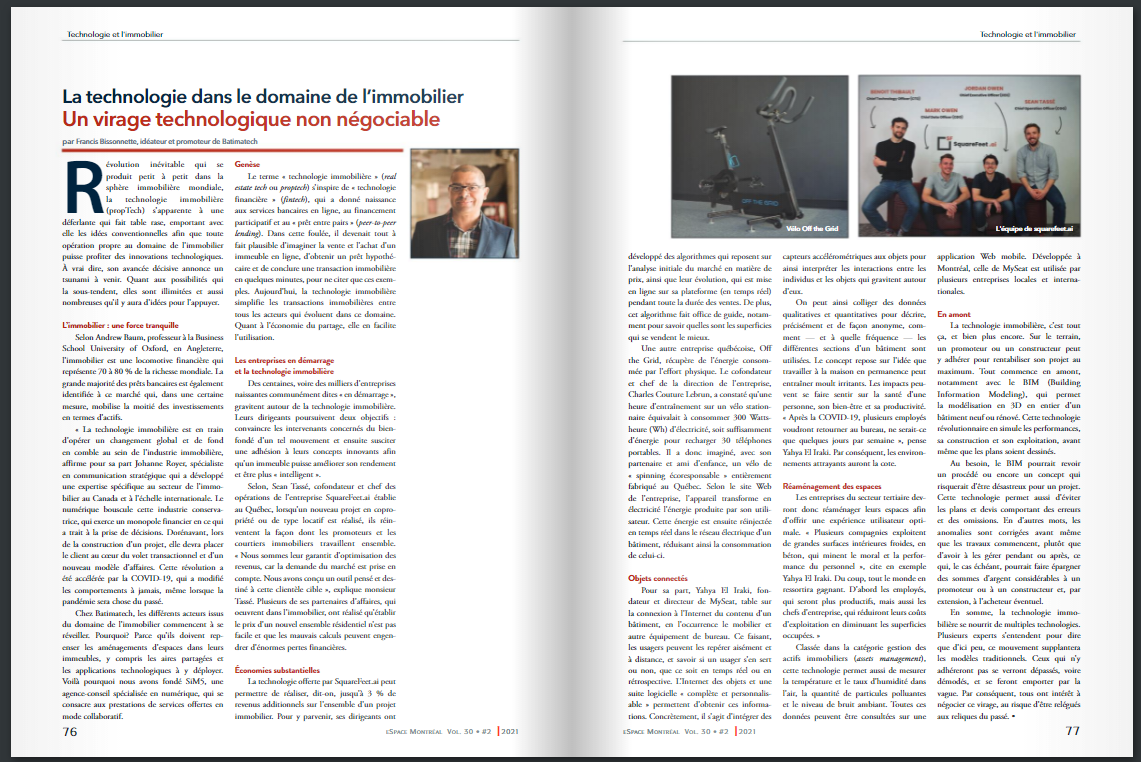 Technologie et l'immobilier
La technologie dans le domaine de l'immobilier
Un virage technologique non négociable
par Francis Bissonnette, idéateur et promoteur de Batimatech
Révolution inévitable qui se
produit petit à petit dans la
sphère immobilière mondiale,
la technologie immobilière
(propTech) s'apparente à une
déferlante qui fait table rase, emportant avec
elle les idées conventionnelles afin que toute
opération propre au domaine de l'immobilier
puisse profiter des innovations technologiques.
À vrai dire, son avancée décisive annonce un
tsunami à venir. Quant aux possibilités qui
la sous-tendent, elles sont illimitées et aussi
nombreuses qu'il y aura d'idées pour l'appuyer.
L'immobilier : une force tranquille
Selon Andrew Baum, professeur à la Business
School University of Oxford, en Angleterre,
l'immobilier est une locomotive financière qui
représente 70 à 80 % de la richesse mondiale. La
grande majorité des prêts bancaires est également
identifiée à ce marché qui, dans une certaine
mesure, mobilise la moitié des investissements
en termes d'actifs.
« La technologie immobilière est en train
d'opérer un changement global et de fond
en comble au sein de l'industrie immobilière,
affirme pour sa part Johanne Royer, spécialiste
en communication stratégique qui a développé
une expertise spécifique au secteur de l'immo-
bilier au Canada et à l'échelle internationale. Le
numérique bouscule cette industrie conserva-
trice, qui exerce un monopole financier en ce qui
a trait à la prise de décisions. Dorénavant, lors
de la construction d'un projet, elle devra placer
le client au cœur du volet transactionnel et d'un
nouveau modèle d'affaires. Cette révolution a
été accélérée par la COVID-19, qui a modifié
les comportements à jamais, même lorsque la
pandémie sera chose du passé.
Chez Batimatech, les différents acteurs issus
du domaine de l'immobilier commencent à se
réveiller. Pourquoi? Parce qu'ils doivent rep-
enser les aménagements d'espaces dans leurs
immeubles, y compris les aires partagées et
les applications technologiques à y déployer.
Voilà pourquoi nous avons fondé SiM5, une
agence-conseil spécialisée en numérique, qui se
consacre aux prestations de services offertes en
mode collaboratif.
Genèse
Le terme « technologie immobilière » (real
estate tech ou proptech) s'inspire de « technologie
financière » (fintech), qui a donné naissance
aux services bancaires en ligne, au financement
participatif et au « prêt entre pairs » (peer-to-peer
lending). Dans cette foulée, il devenait tout à
fait plausible d'imaginer la vente et l'achat d'un
immeuble en ligne, d'obtenir un prêt hypothé-
caire et de conclure une transaction immobilière
en quelques minutes, pour ne citer que ces exem-
ples. Aujourd'hui, la technologie immobilière
simplifie les transactions immobilières entre
tous les acteurs qui évoluent dans ce domaine.
Quant à l'économie du partage, elle en facilite
l'utilisation.
Les entreprises en démarrage
et la technologie immobilière
Des centaines, voire des milliers d'entreprises
naissantes communément dites « en démarrage »,
gravitent autour de la technologie immobilière.
Leurs dirigeants poursuivent deux objectifs :
convaincre les intervenants concernés du bien-
fondé d'un tel mouvement et ensuite susciter
une adhésion à leurs concepts innovants afin
qu'un immeuble puisse améliorer son rendement
et être plus « intelligent ».
Selon, Sean Tassé, cofondateur et chef des
opérations de l'entreprise SquareFeet.ai établie
au Québec, lorsqu'un nouveau projet en copro-
priété ou de type locatif est réalisé, ils réin-
ventent la façon dont les promoteurs et les
courtiers immobiliers travaillent ensemble.
« Nous sommes leur garantit d'optimisation des
revenus, car la demande du marché est prise en
compte. Nous avons conçu un outil pensé et des-
tiné à cette clientèle cible », explique monsieur
Tassé. Plusieurs de ses partenaires d'affaires, qui
oeuvrent dans l'immobilier, ont réalisé qu'établir
le prix d'un nouvel ensemble résidentiel n'est pas
facile et que les mauvais calculs peuvent engen-
drer d'énormes pertes financières.
Économies substantielles
La technologie offerte par SquareFeet.ai peut
permettre de réaliser, dit-on, jusqu'à 3 % de
revenus additionnels sur l'ensemble d'un projet
immobilier. Pour y parvenir, ses dirigeants ont
76
eSpace Montréal Vol. 30 • #2 | 2021
Technologie et l'immobilier
OFF THE GRID
Vélo Off the Grid
BENOIT THIBAULT
Chief Technology Officer (CTO)
MARK OWEN
Chief Sales Officer (CSO)
JORDAN OWEN
Chief Executive Officer (CEO)
SEAN TASSÉ
Chief Operation Officer (COO)
SquareFeet.ai
L'équipe de squarefeet.ai
développé des algorithmes qui reposent sur
l'analyse initiale du marché en matière de
prix, ainsi que leur évolution, qui est mise
en ligne sur sa plateforme (en temps réel)
pendant toute la durée des ventes. De plus,
cet algorithme fait office de guide, notam-
ment pour savoir quelles sont les superficies
qui se vendent le mieux.
Une autre entreprise québécoise, Off
the Grid, récupère de l'énergie consom-
mée par l'effort physique. Le cofondateur
et chef de la direction de l'entreprise,
Charles Couture Lebrun, a constaté qu'une
heure d'entraînement sur un vélo station-
naire équivalait à consommer 300 Watts-
heure (Wh) d'électricité, soit suffisamment
d'énergie pour recharger 30 téléphones
portables. Il a donc imaginé, avec son
partenaire et ami d'enfance, un vélo de
« spinning écoresponsable » entièrement
fabriqué au Québec. Selon le site Web
de l'entreprise, l'appareil transforme en
électricité l'énergie produite par son utili-
sateur. Cette énergie est ensuite réinjectée
en temps réel dans le réseau électrique d'un
bâtiment, réduisant ainsi la consommation
de celui-ci.
Objets connectés
Pour sa part, Yahya El Iraki, fon-
dateur et directeur de MySeat, table sur
la connexion à l'Internet du contenu d'un
bâtiment, en l'occurrence le mobilier et
autre équipement de bureau. Ce faisant,
les usagers peuvent les repérer aisément et
à distance, et savoir si un usager s'en sert
ou non, que ce soit en temps réel ou en
rétrospective. L'Internet des objets et une
suite logicielle « complète et personnalis-
able » permettent d'obtenir ces informa-
tions. Concrètement, il s'agit d'intégrer des
capteurs accéléromètriques aux objets pour
ainsi interpréter les interactions entre les
individus et les objets qui gravitent autour
d'eux.
On peut ainsi colliger des données
qualitatives et quantitatives pour décrire,
précisément et de façon anonyme, com-
ment — et à quelle fréquence — les
différentes sections d'un bâtiment sont
utilisées. Le concept repose sur l'idée que
travailler à la maison en permanence peut
entraîner moult irritants. Les impacts peu-
vent se faire sentir sur la santé d'une
personne, son bien-être et sa productivité.
« Après la COVID-19, plusieurs employés
voudront retourner au bureau, ne serait-ce
que quelques jours par semaine », pense
Yahya El Iraki. Par conséquent, les environ-
nements attrayants auront la cote.
Réaménagement des espaces
Les entreprises du secteur tertiaire dev-
ront donc réaménager leurs espaces afin
d'offrir une expérience utilisateur opti-
male. « Plusieurs compagnies exploitent
de grandes surfaces intérieures froides, en
béton, qui minent le moral et la perfor-
mance du personnel », cite en exemple
Yahya El Iraki. Du coup, tout le monde en
ressortira gagnant. D'abord les employés,
qui seront plus productifs, mais aussi les
chefs d'entreprise, qui réduiront leurs coûts
d'exploitation en diminuant les superficies
occupées. »
Classée dans la catégorie gestion des
actifs immobiliers (assets management),
cette technologie permet aussi de mesurer
la température et le taux d'humidité dans
l'air, la quantité de particules polluantes
et le niveau de bruit ambiant. Toutes ces
données peuvent être consultées sur une
application Web mobile. Développée à
Montréal, celle de MySeat est utilisée par
plusieurs entreprises locales et interna-
tionales.
En amont
La technologie immobilière, c'est tout
ça, et bien plus encore. Sur le terrain,
un promoteur ou un constructeur peut
y adhérer pour rentabiliser son projet au
maximum. Tout commence en amont,
notamment avec le BIM (Building
Information Modeling), qui permet
la modélisation en 3D en entier d'un
bâtiment neuf ou rénové. Cette technologie
révolutionnaire en simule les performances,
sa construction et son exploitation, avant
même que les plans soient dessinés.
Au besoin, le BIM pourrait revoir
un procédé ou encore un concept qui
risquerait d'être désastreux pour un projet.
Cette technologie permet aussi d'éviter
les plans et devis comportant des erreurs
et des omissions. En d'autres mots, les
anomalies sont corrigées avant même
que les travaux commencent, plutôt que
d'avoir à les gérer pendant ou après, ce
qui, le cas échéant, pourrait faire épargner
des sommes d'argent considérables à un
promoteur ou à un constructeur et, par
extension, à l'acheteur éventuel.
En somme, la technologie immo-
bilière se nourrit de multiples technologies.
Plusieurs experts s'entendent pour dire
que d'ici peu, ce mouvement supplantera
les modèles traditionnels. Ceux qui n'y
adhéreront pas se verront dépassés, voire
démodés, et se feront emporter par la
vague. Par conséquent, tous ont intérêt à
négocier ce virage, au risque d'être relégués
aux reliques du passé. •
eSpace Montréal Vol. 30 • #2 | 2021
77